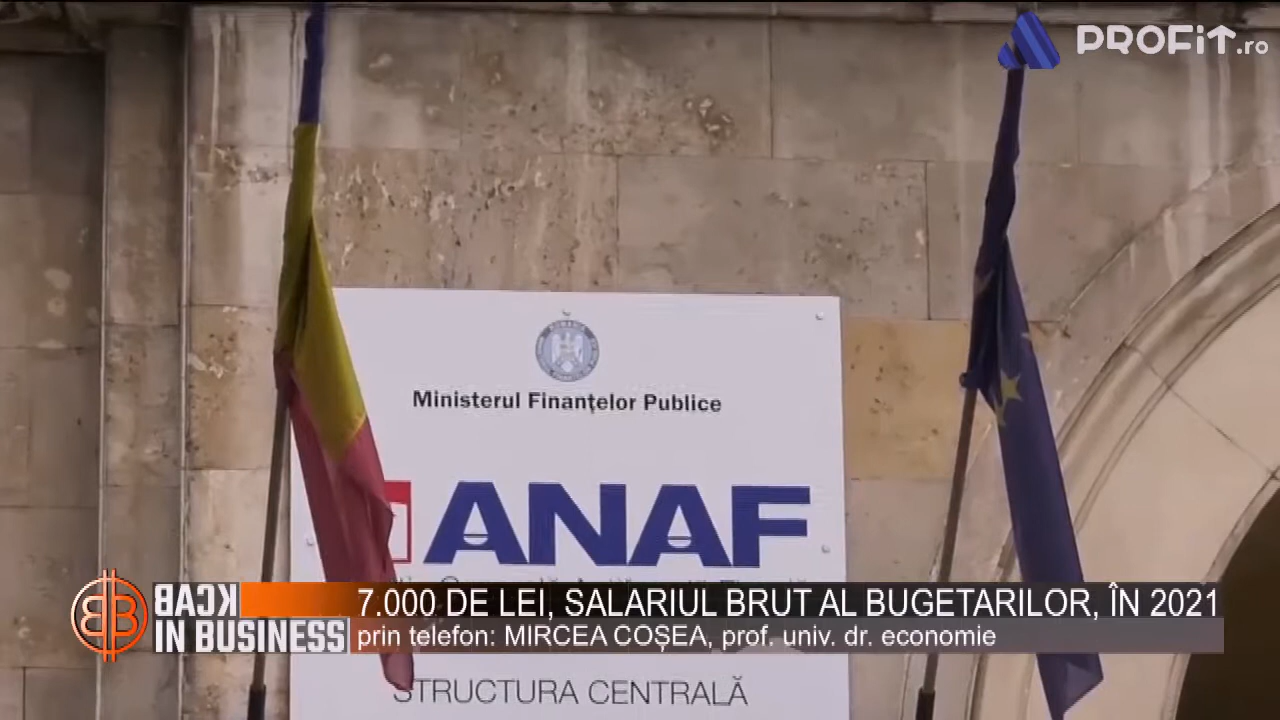 PROFiT.ro
ROMANIA
Ministerul Finanțelor Publice
ANAF
7.000 DE LEI, SALARIUL BRUT AL BUGETARILOR, ÎN 2021
BACK
IN BUSINESS
prin telefon: MIRCEA COȘEA, prof. univ. dr. economie
STRUCTURA CENTRALĂ